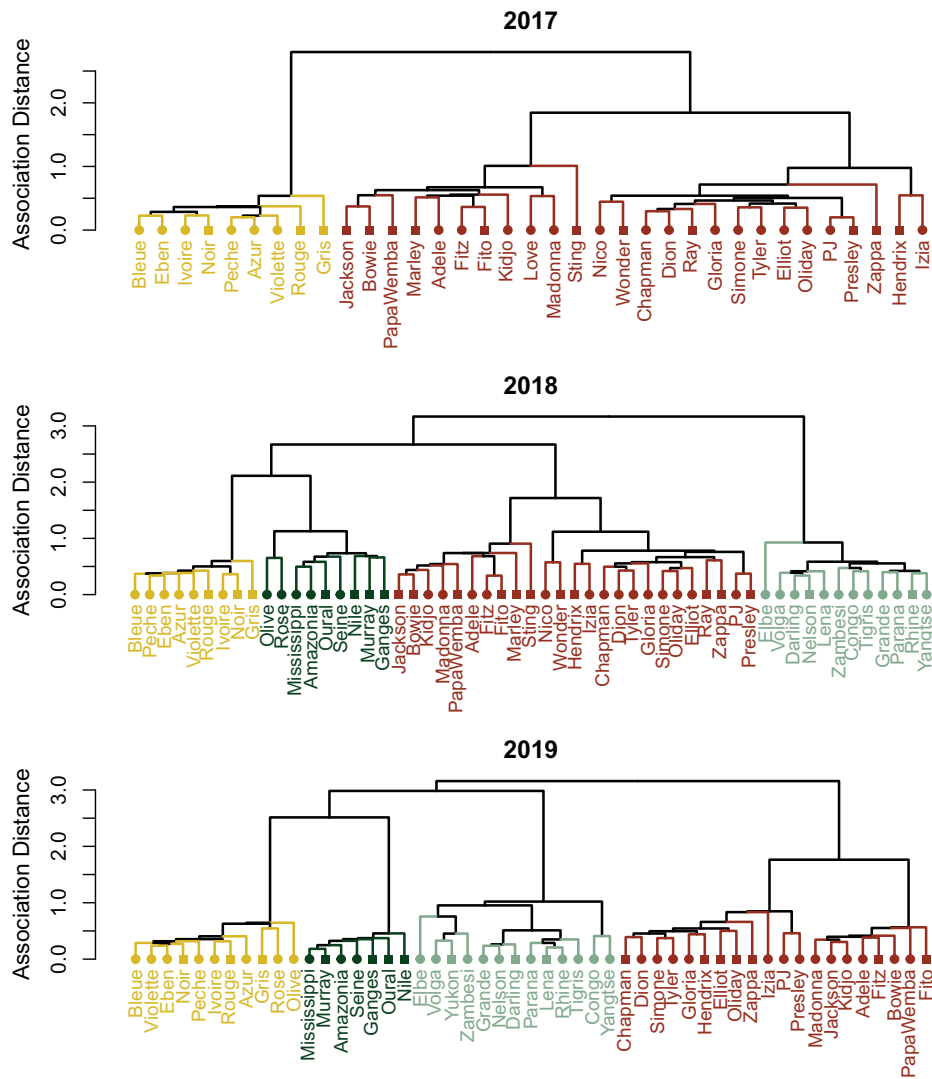 2017
Association Distance
0.0 1.0 2.0
Bleue Eben Ivoire Noir Peche Azur Violette Rouge Gris Jackson Bowie PapaWemba Marley Adele Fitz Fito Kidjo Love Madonna Sting Nico Wonder Chapman Dion Ray Gloria Simone Tyler Elliot Oliday PJ Presley Zappa Hendrix Izia
2018
Association Distance
0.0 1.0 2.0 3.0
Bleue Peche Eben Azur Violette Rouge Ivoire Noir Gris Olive Rose Mississippi Amazonia Oural Seine Nile Murray Ganges Jackson Bowie Kidjo Madonna PapaWemba Adele Fitz Fito Marley Sting Nico Wonder Hendrix Izia Chapman Dion Tyler Gloria Simone Oliday Elliot Ray Zappa PJ Presley Elbe Volga Darling Nelson Lena Zambesi Congo Tigris Grande Parana Rhine Yangtse
2019
Association Distance
0.0 1.0 2.0 3.0
Bleue Violette Eben Noir Peche Ivoire Rouge Azur Gris Rose Olive Mississippi Murray Amazonia Seine Ganges Oural Nile Elbe Volga Yukon Zambesi Grande Nelson Darling Parana Lena Rhine Tigris Congo Yangtse Chapman Dion Simone Tyler Gloria Hendrix Elliot Oliday Zappa Izia PJ Presley Madonna Jackson Kidjo Adele Fitz Bowie PapaWemba Fito